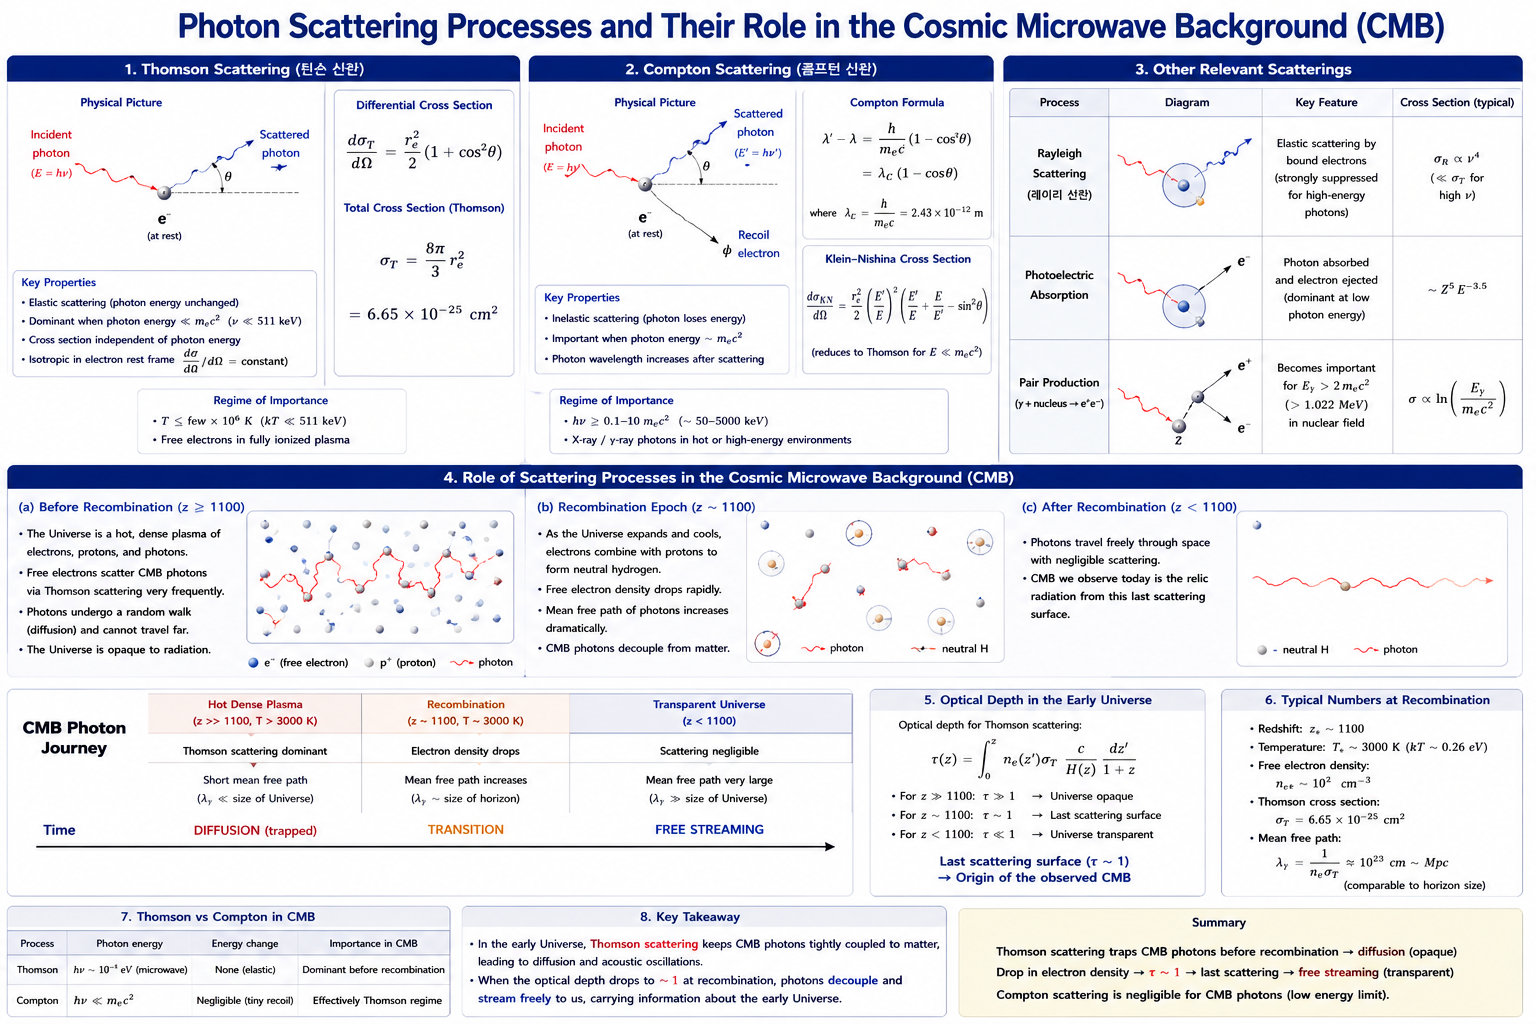 Photon Scattering Processes and Their Role in the Cosmic Microwave Background (CMB)
1. Thomson Scattering (틴슨 신롼)
Physical Picture
Incident
photon
(E = hν)
Scattered
photon
θ
e⁻
(at rest)
Key Properties
• Elastic scattering (photon energy unchanged)
• Dominant when photon energy ≪ mₑc² (ν ≪ 511 keV)
• Cross section independent of photon energy
• Isotropic in electron rest frame dσ/dΩ /dΩ = constant)
Differential Cross Section
dσ_T/dΩ = r_e²/2 (1 + cos²θ)
Total Cross Section (Thomson)
σ_T = 8π/3 r_e²
= 6.65 × 10⁻²⁵ cm²
Regime of Importance
• T ≤ few × 10⁶ K (kT ≪ 511 keV)
• Free electrons in fully ionized plasma
2. Compton Scattering (콤프턴 신롼)
Physical Picture
Incident
photon
(E = hν)
Scattered
photon
(E' = hν')
θ
e⁻
(at rest)
ϕ
Recoil
electron
Key Properties
• Inelastic scattering (photon loses energy)
• Important when photon energy ~ mₑc²
• Photon wavelength increases after scattering
Compton Formula
λ' − λ = h/mₑc (1 − cosθ)
= λ_C (1 − cosθ)
where λ_C = h/mₑc = 2.43 × 10⁻¹² m
Klein–Nishina Cross Section
dσ_KN/dΩ = r_e²/2 (E'/E)² (E'/E + E/E' − sin²θ)
(reduces to Thomson for E ≪ mₑc²)
Regime of Importance
• hν ≥ 0.1–10 mₑc² (~ 50–5000 keV)
• X-ray / γ-ray photons in hot or high-energy environments
3. Other Relevant Scatterings
Process Diagram Key Feature Cross Section (typical)
Rayleigh
Scattering
(레이리 선롼)
Elastic scattering by
bound electrons
(strongly suppressed
for high-energy
photons)
σ_R ∝ ν⁴
(≪ σ_T for
high ν)
Photoelectric
Absorption
e⁻
Photon absorbed
and electron ejected
(dominant at low
photon energy)
~ Z⁵ E⁻³·⁵
Pair Production
(γ + nucleus → e⁺e⁻)
e⁺
e⁻
Z
Becomes important
for E_γ > 2 mₑc²
(> 1.022 MeV)
in nuclear field
σ ∝ ln (E_γ/mₑc²)
4. Role of Scattering Processes in the Cosmic Microwave Background (CMB)
(a) Before Recombination (z ≥ 1100)
• The Universe is a hot, dense plasma of
electrons, protons, and photons.
• Free electrons scatter CMB photons
via Thomson scattering very frequently.
• Photons undergo a random walk
(diffusion) and cannot travel far.
• The Universe is opaque to radiation.
e⁻ (free electron) p⁺ (proton) photon
(b) Recombination Epoch (z ~ 1100)
• As the Universe expands and cools,
electrons combine with protons to
form neutral hydrogen.
• Free electron density drops rapidly.
• Mean free path of photons increases
dramatically.
• CMB photons decouple from matter.
photon neutral H
(c) After Recombination (z < 1100)
• Photons travel freely through space
with negligible scattering.
• CMB we observe today is the relic
radiation from this last scattering
surface.
- neutral H photon
CMB Photon
Journey
Hot Dense Plasma
(z >> 1100, T > 3000 K)
Recombination
(z ~ 1100, T ~ 3000 K)
Transparent Universe
(z < 1100)
Thomson scattering dominant Electron density drops Scattering negligible
Short mean free path
(λ_γ ≪ size of Universe)
Mean free path increases
(λ_γ ~ size of horizon)
Mean free path very large
(λ_γ ≫ size of Universe)
Time DIFFUSION (trapped) TRANSITION FREE STREAMING
5. Optical Depth in the Early Universe
Optical depth for Thomson scattering:
τ(z) = ∫₀ᶻ nₑ(z')σ_T c/H(z) dz'/1 + z
• For z ≫ 1100: τ ≫ 1 → Universe opaque
• For z ~ 1100: τ ~ 1 → Last scattering surface
• For z < 1100: τ ≪ 1 → Universe transparent
Last scattering surface (τ ~ 1)
→ Origin of the observed CMB
6. Typical Numbers at Recombination
• Redshift: z* ~ 1100
• Temperature: T* ~ 3000 K (kT ~ 0.26 eV)
• Free electron density:
nₑ* ~ 10² cm⁻³
• Thomson cross section:
σ_T = 6.65 × 10⁻²⁵ cm²
• Mean free path:
λ_γ = 1/nₑσ_T ≈ 10²³ cm ~ Mpc
(comparable to horizon size)
7. Thomson vs Compton in CMB
Process Photon energy Energy change Importance in CMB
Thomson (microwave) None (elastic) Dominant before recombination
Compton hν ≪ mₑc² Negligible (tiny recoil) Effectively Thomson regime
8. Key Takeaway
• In the early Universe, Thomson scattering keeps CMB photons tightly coupled to matter,
leading to diffusion and acoustic oscillations.
• When the optical depth drops to ~ 1 at recombination, photons decouple and
stream freely to us, carrying information about the early Universe.
Summary
Thomson scattering traps CMB photons before recombination → diffusion (opaque)
Drop in electron density → τ ~ 1 → last scattering → free streaming (transparent)
Compton scattering is negligible for CMB photons (low energy limit).